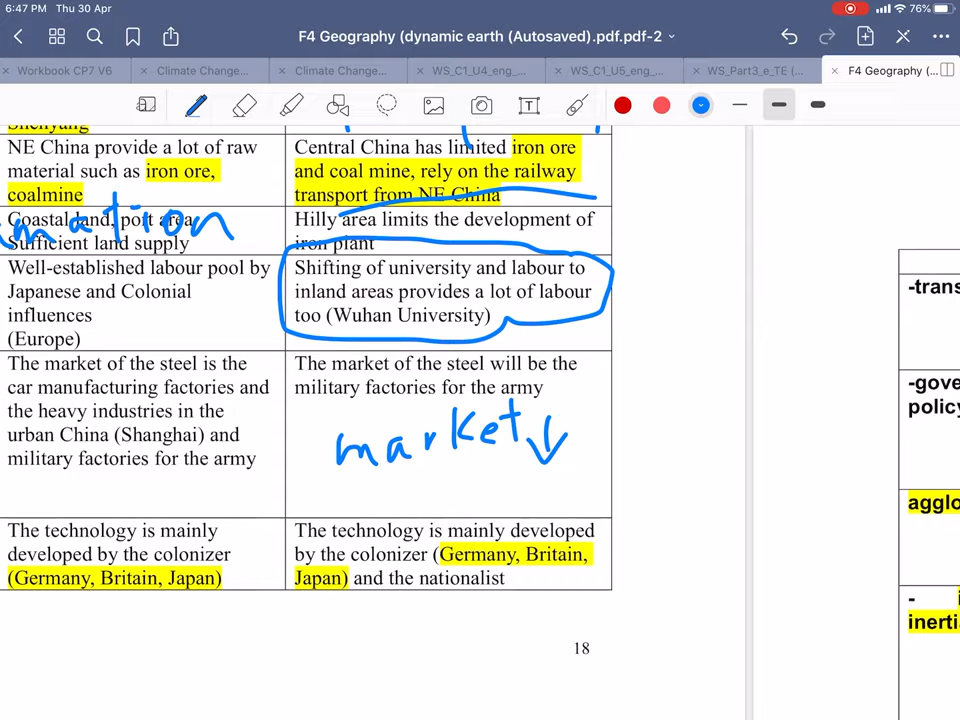 6:47 PM Thu 30 Apr
76%
F4 Geography (dynamic earth (Autosaved).pdf.pdf-2
Workbook CP7 V6
Climate Change...
Climate Change...
WS_C1_U4_eng_...
WS_C1_U5_eng_...
WS_Part3_e_TE (...
F4 Geography (...
Shenyang
NE China provide a lot of raw
material such as iron ore,
coalmine
Central China has limited iron ore
and coal mine, rely on the railway
transport from NE China
Coastal land, port area
Sufficient land supply
mation
Hilly area limits the development of
iron plant
Well-established labour pool by
Japanese and Colonial
influences
(Europe)
Shifting of university and labour to
inland areas provides a lot of labour
too (Wuhan University)
The market of the steel is the
car manufacturing factories and
the heavy industries in the
urban China (Shanghai) and
military factories for the army
The market of the steel will be the
military factories for the army
market ↓
The technology is mainly
developed by the colonizer
(Germany, Britain, Japan)
The technology is mainly developed
by the colonizer (Germany, Britain,
Japan) and the nationalist
18
-trans
-gove
policy
agglo
-
inerti